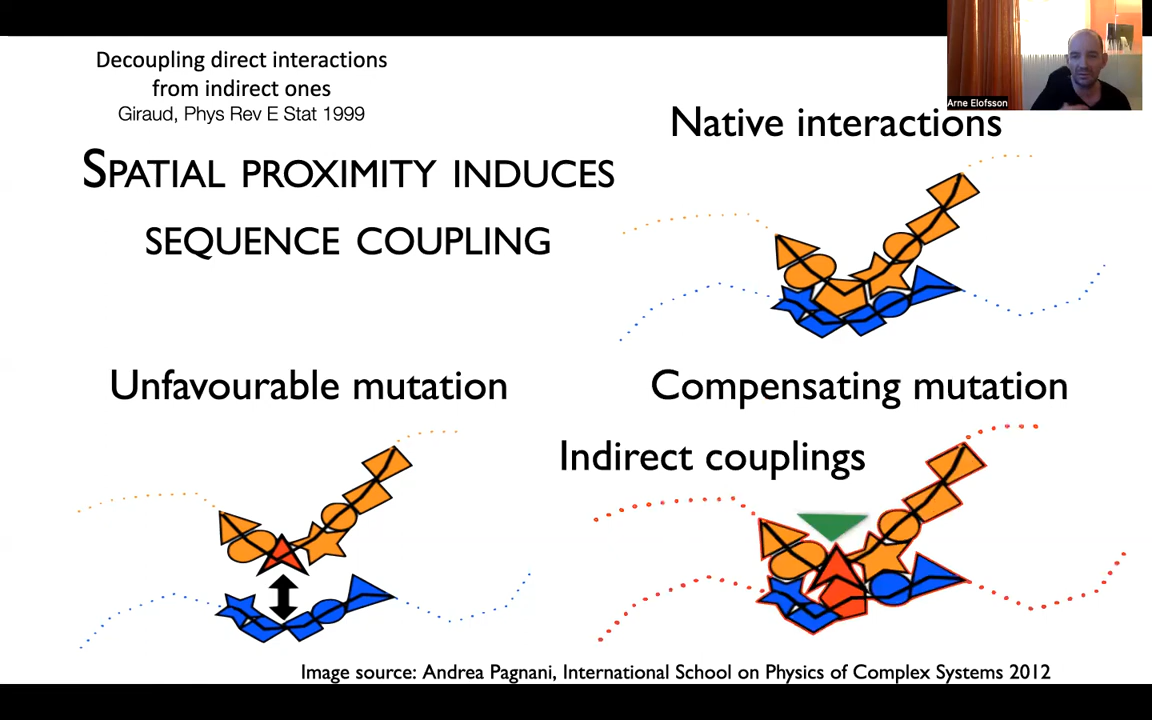 Decoupling direct interactions
from indirect ones
Giraud, Phys Rev E Stat 1999
Arne Elofsson
Native interactions
SPATIAL PROXIMITY INDUCES
SEQUENCE COUPLING
Unfavourable mutation
Compensating mutation
Indirect couplings
Image source: Andrea Pagnani, International School on Physics of Complex Systems 2012